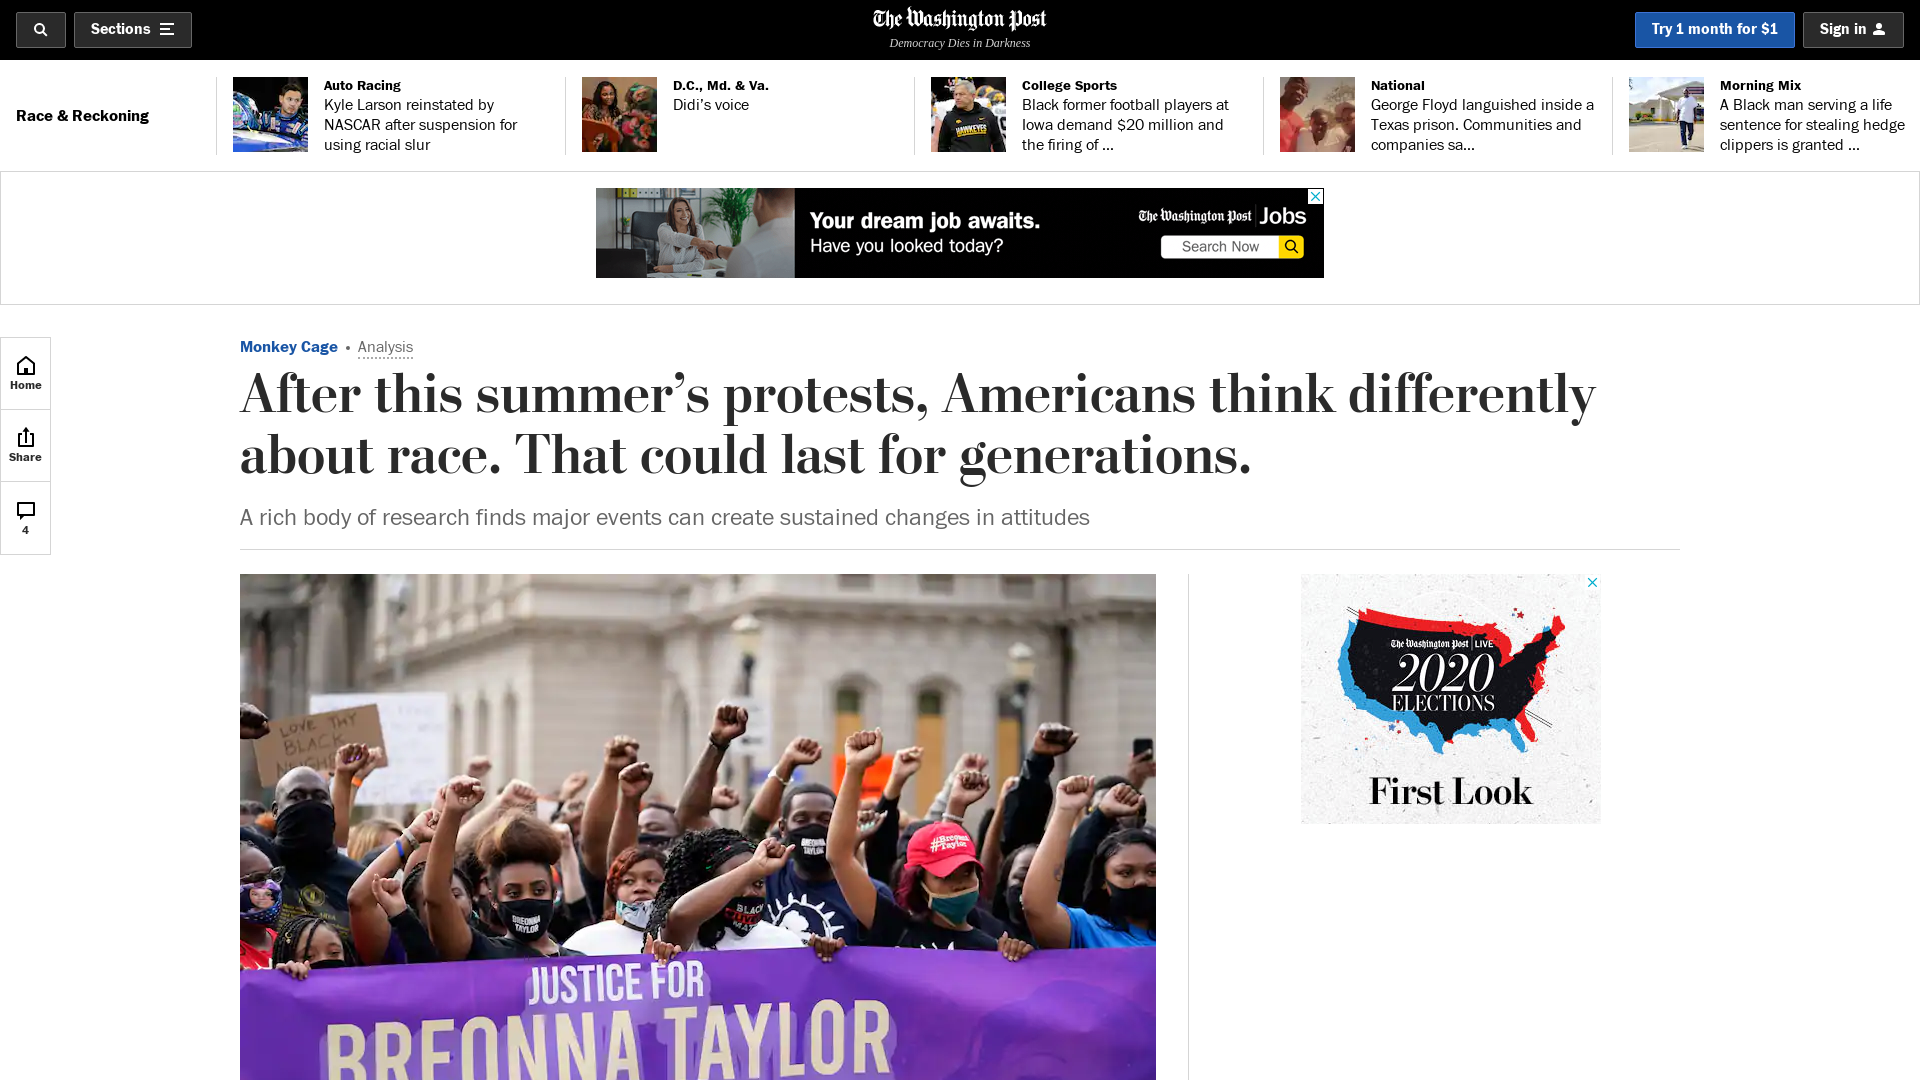 Sections
The Washington Post
Democracy Dies in Darkness
Try 1 month for $1
Sign in
Race & Reckoning
Auto Racing
Kyle Larson reinstated by
NASCAR after suspension for
using racial slur
D.C., Md. & Va.
Didi’s voice
College Sports
Black former football players at
Iowa demand $20 million and
the firing of ...
National
George Floyd languished inside a
Texas prison. Communities and
companies sa...
Morning Mix
A Black man serving a life
sentence for stealing hedge
clippers is granted ...
HAWKEYES
Your dream job awaits.
Have you looked today?
The Washington Post Jobs
Search Now
Home
Share
4
Monkey Cage • Analysis
After this summer’s protests, Americans think differently
about race. That could last for generations.
A rich body of research finds major events can create sustained changes in attitudes
LOVE THY
BLACK
BREONNA
TAYLOR
#Breonna
Taylor
BREONNA
TAYLOR
BLACK
LIVES
JUSTICE FOR
BREONNA TAYLOR
The Washington Post LIVE
2020
ELECTIONS
First Look